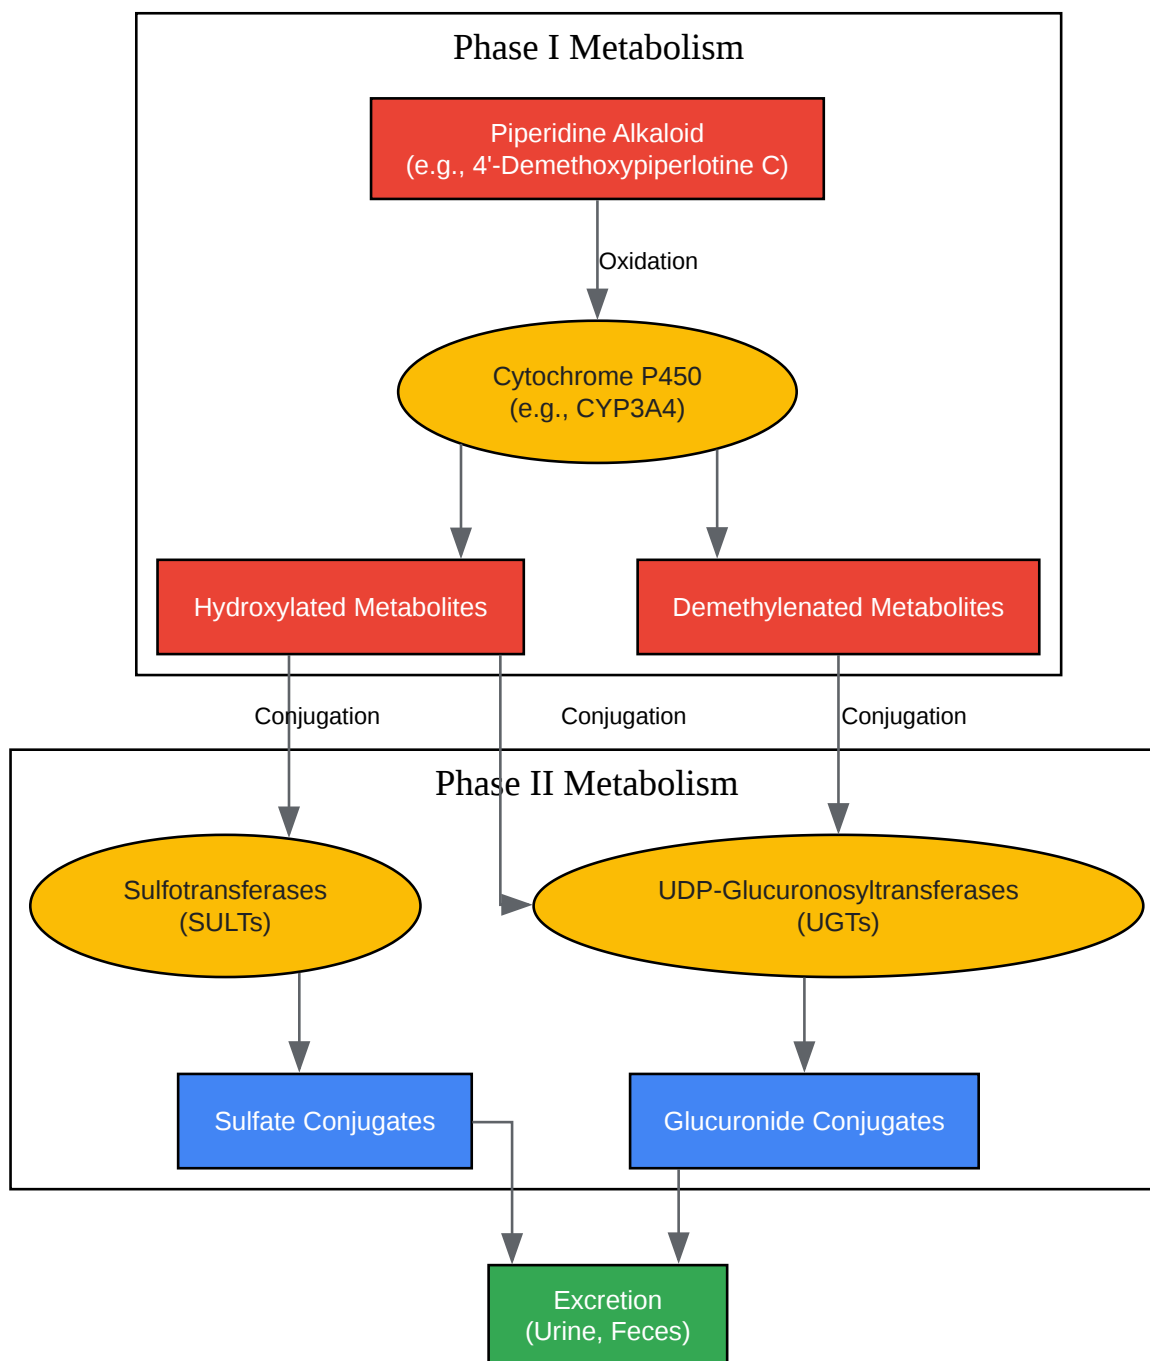 Phase I Metabolism
Piperidine Alkaloid
(e.g., 4'-Demethoxypiperlotine C)
Oxidation
Cytochrome P450
(e.g., CYP3A4)
Hydroxylated Metabolites
Demethylenated Metabolites
Conjugation
Conjugation
Conjugation
Phase II Metabolism
Sulfotransferases
(SULTs)
UDP-Glucuronosyltransferases
(UGTs)
Sulfate Conjugates
Glucuronide Conjugates
Excretion
(Urine, Feces)